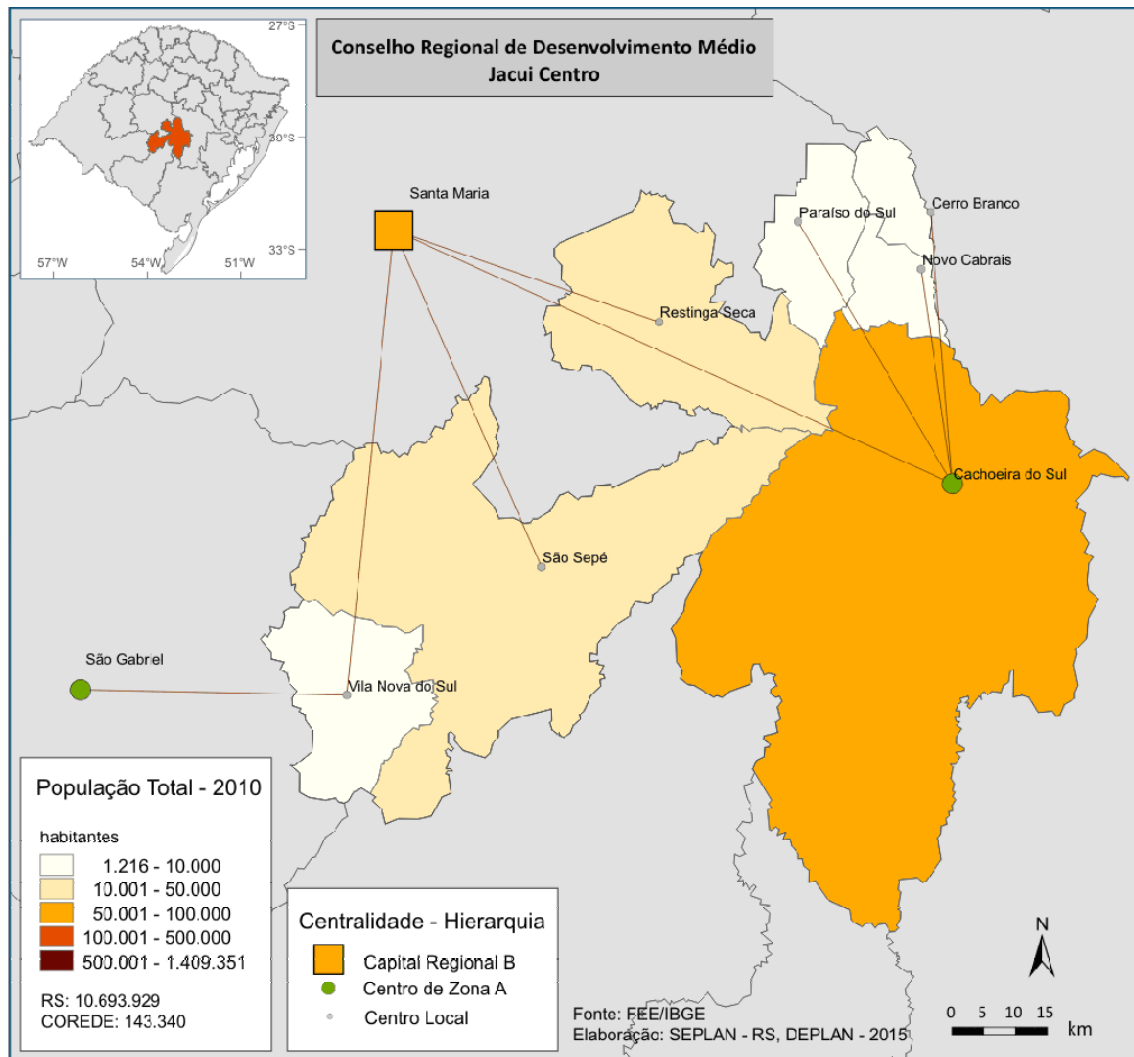 Conselho Regional de Desenvolvimento Médio
Jacui Centro
27°S
30°S
33°S
57°W
54°W
51°W
Santa Maria
Paraíso do Sul
Cerro Branco
Novo Cabrais
Restinga Seca
Cachoeira do Sul
São Sepé
São Gabriel
Vila Nova do Sul
População Total - 2010
habitantes
1.216 - 10.000
10.001 - 50.000
50.001 - 100.000
100.001 - 500.000
500.001 - 1.409.351
RS: 10.693.929
COREDE: 143.340
Centralidade - Hierarquia
Capital Regional B
Centro de Zona A
Centro Local
Fonte: FEE/IBGE
Elaboração: SEPLAN - RS, DEPLAN - 2015
N
0 5 10 15
km